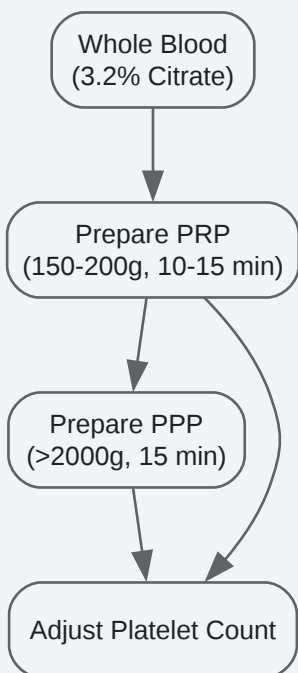 Whole Blood
(3.2% Citrate)
Prepare PRP
(150-200g, 10-15 min)
Prepare PPP
(>2000g, 15 min)
Adjust Platelet Count